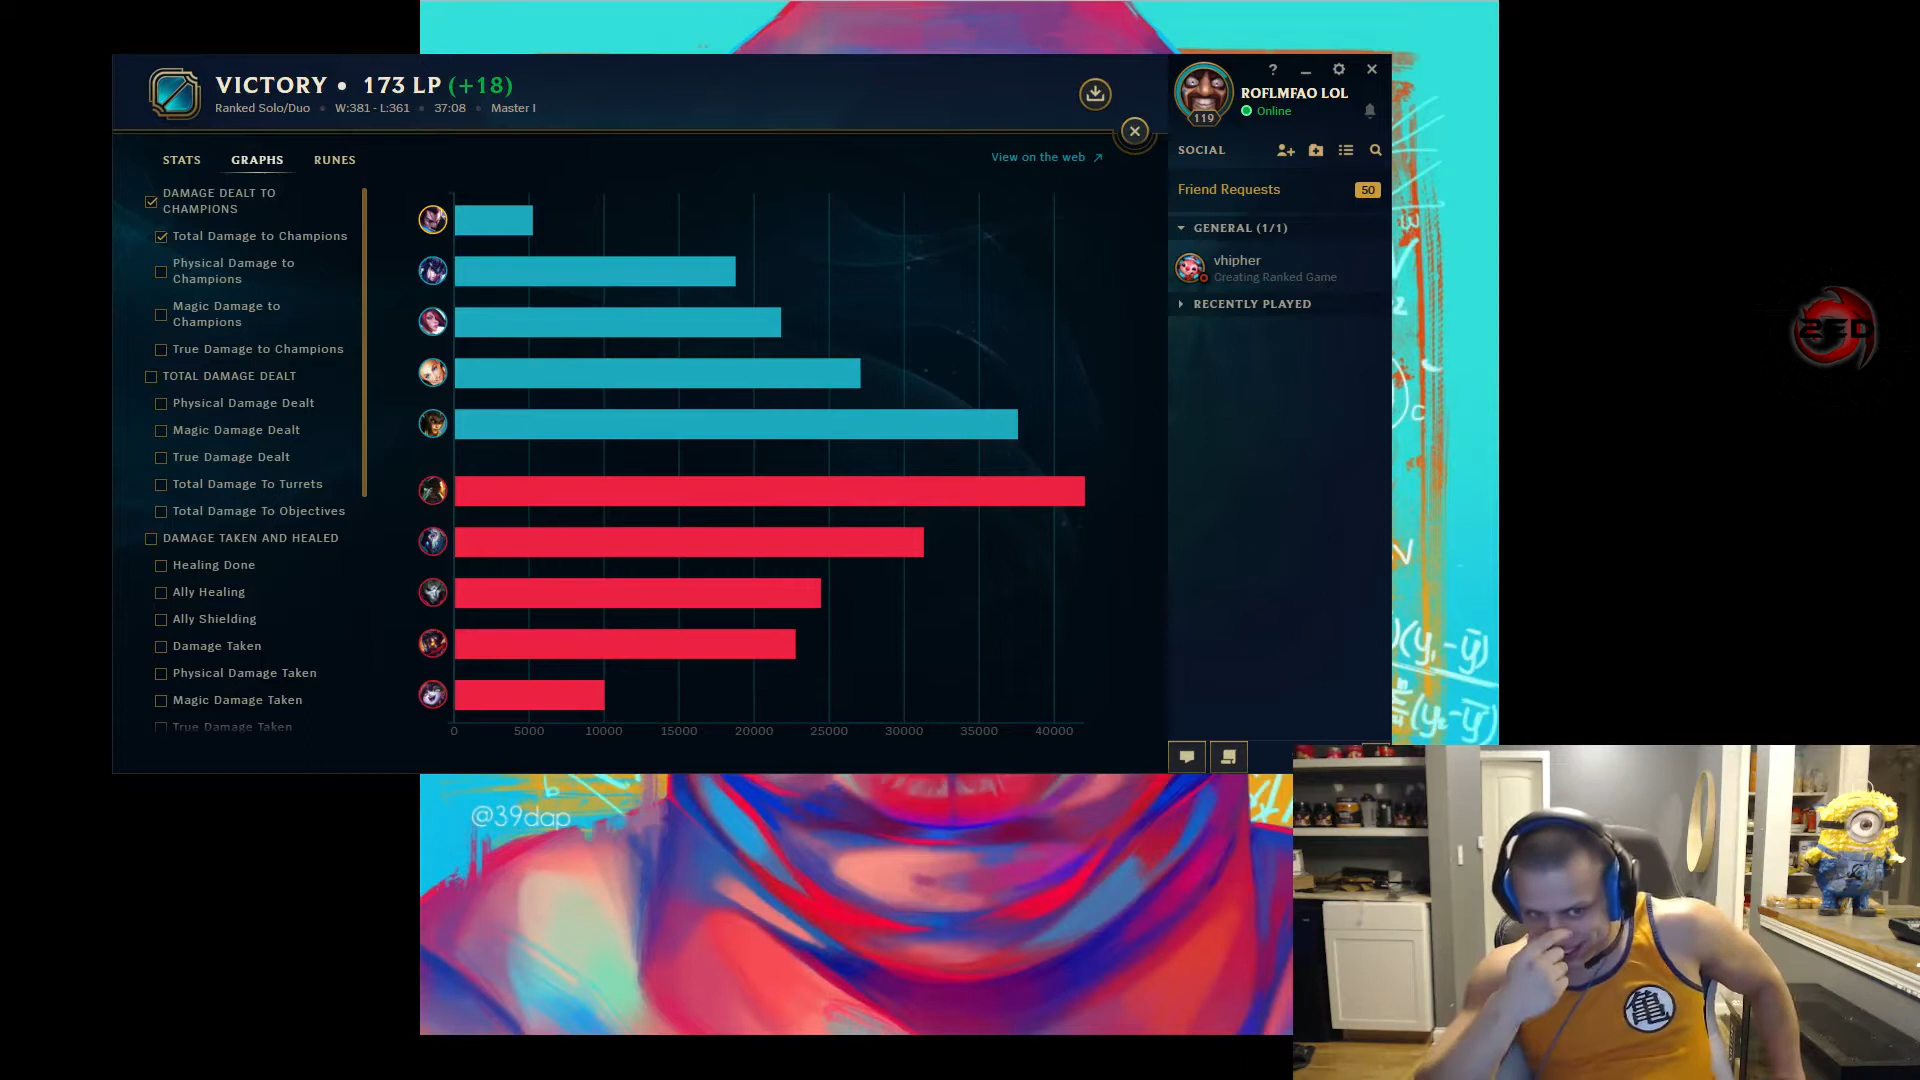 VICTORY • 173 LP (+18)
Ranked Solo/Duo • W:381 - L:361 • 37:08 • Master I
STATS GRAPHS RUNES
View on the web
DAMAGE DEALT TO
CHAMPIONS
Total Damage to Champions
Physical Damage to
Champions
Magic Damage to
Champions
True Damage to Champions
TOTAL DAMAGE DEALT
Physical Damage Dealt
Magic Damage Dealt
True Damage Dealt
Total Damage To Turrets
Total Damage To Objectives
DAMAGE TAKEN AND HEALED
Healing Done
Ally Healing
Ally Shielding
Damage Taken
Physical Damage Taken
Magic Damage Taken
True Damage Taken
0 5000 10000 15000 20000 25000 30000 35000 40000
?
ROFLMFAO LOL
Online
119
SOCIAL
Friend Requests 50
GENERAL (1/1)
vhipher
Creating Ranked Game
RECENTLY PLAYED
@39dap
亀